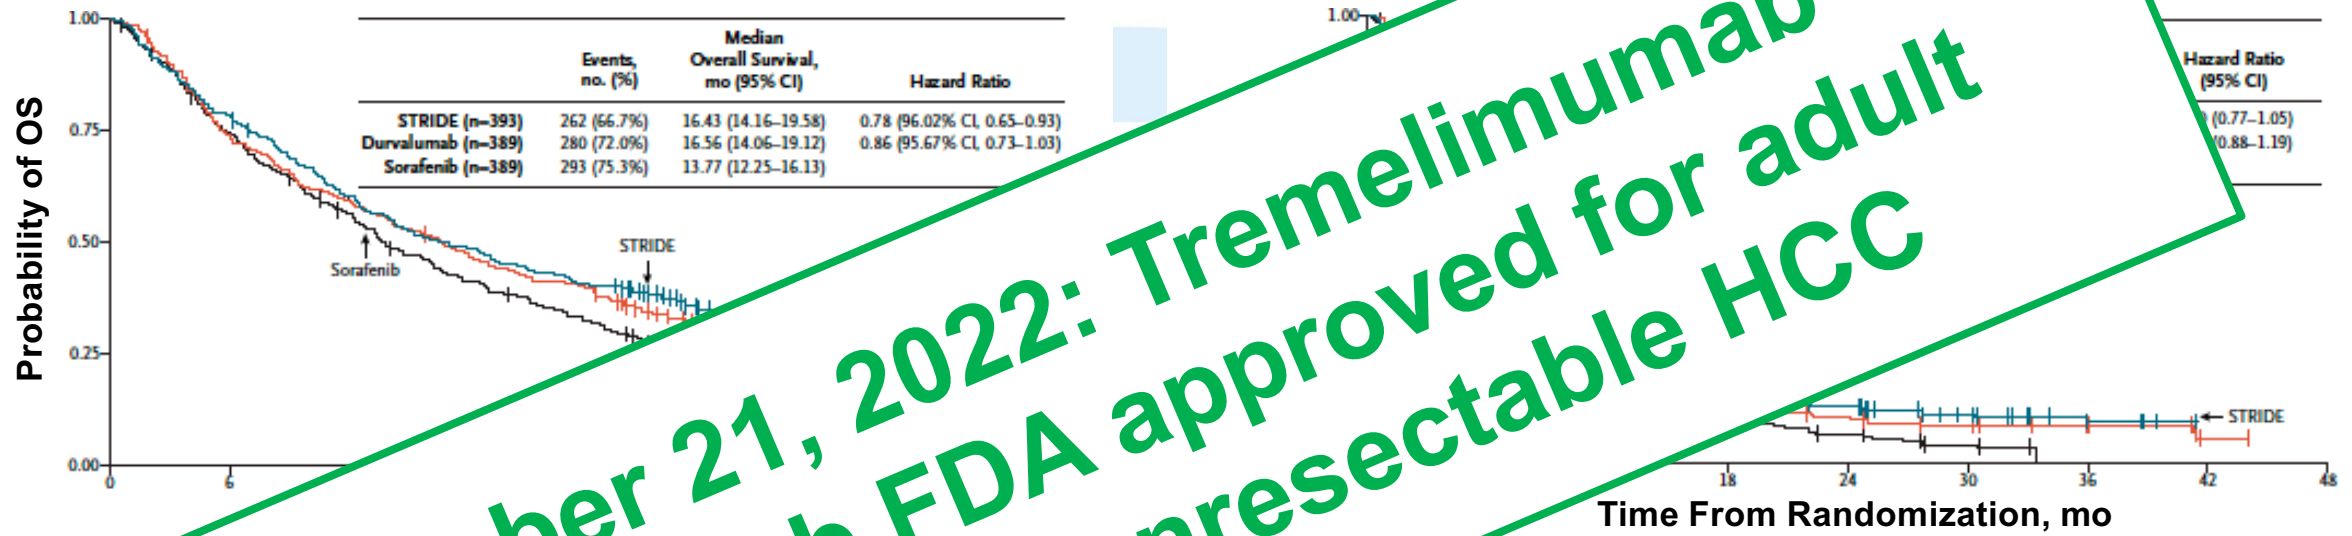 Probability of OS
1.00
0.75
0.50
0.25
0.00
0
6
Events, no. (%)
Median Overall Survival, mo (95% CI)
Hazard Ratio
STRIDE (n=393) 262 (66.7%) 16.43 (14.16–19.58) 0.78 (96.02% CI, 0.65–0.93)
Durvalumab (n=389) 280 (72.0%) 16.56 (14.06–19.12) 0.86 (95.67% CI, 0.73–1.03)
Sorafenib (n=389) 293 (75.3%) 13.77 (12.25–16.13)
Sorafenib
STRIDE
ber 21, 2022: Tremelimumab
b FDA approved for adult
nresectable HCC
1.00
Hazard Ratio
(95% CI)
(0.77–1.05)
(0.88–1.19)
STRIDE
18
24
30
36
42
48
Time From Randomization, mo